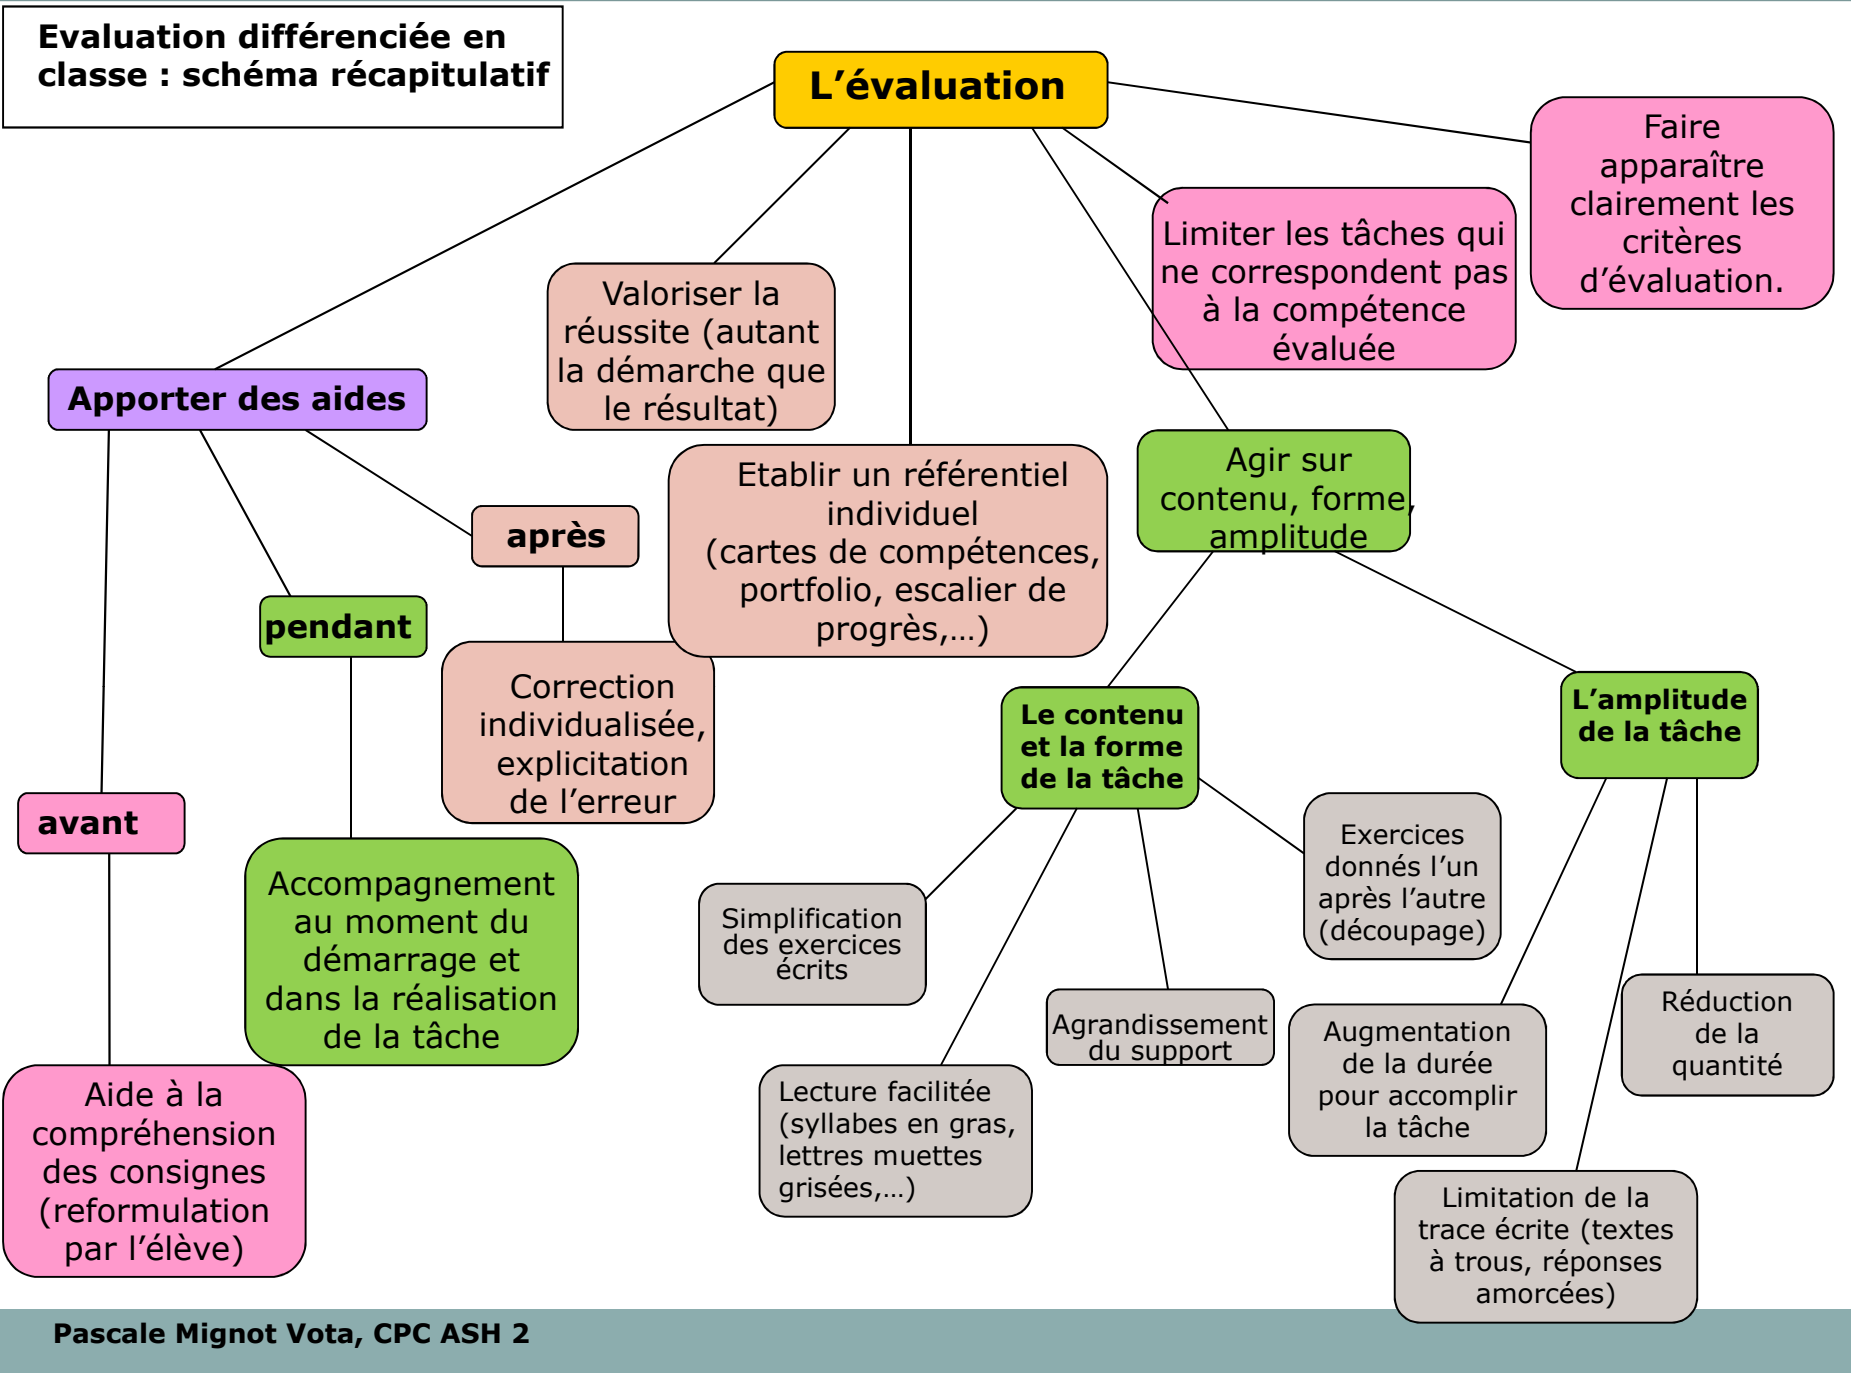 Evaluation différenciée en
classe : schéma récapitulatif
L’évaluation
Faire
apparaître
clairement les
critères
d’évaluation.
Limiter les tâches qui
ne correspondent pas
à la compétence
évaluée
Valoriser la
réussite (autant
la démarche que
le résultat)
Apporter des aides
Etablir un référentiel
individuel
(cartes de compétences,
portfolio, escalier de
progrès,…)
Agir sur
contenu, forme,
amplitude
après
pendant
avant
Correction
individualisée,
explicitation
de l’erreur
Accompagnement
au moment du
démarrage et
dans la réalisation
de la tâche
Aide à la
compréhension
des consignes
(reformulation
par l’élève)
Le contenu
et la forme
de la tâche
L’amplitude
de la tâche
Simplification
des exercices
écrits
Lecture facilitée
(syllabes en gras,
lettres muettes
grisées,…)
Agrandissement
du support
Exercices
donnés l’un
après l’autre
(découpage)
Augmentation
de la durée
pour accomplir
la tâche
Limitation de la
trace écrite (textes
à trous, réponses
amorcées)
Réduction
de la
quantité
Pascale Mignot Vota, CPC ASH 2